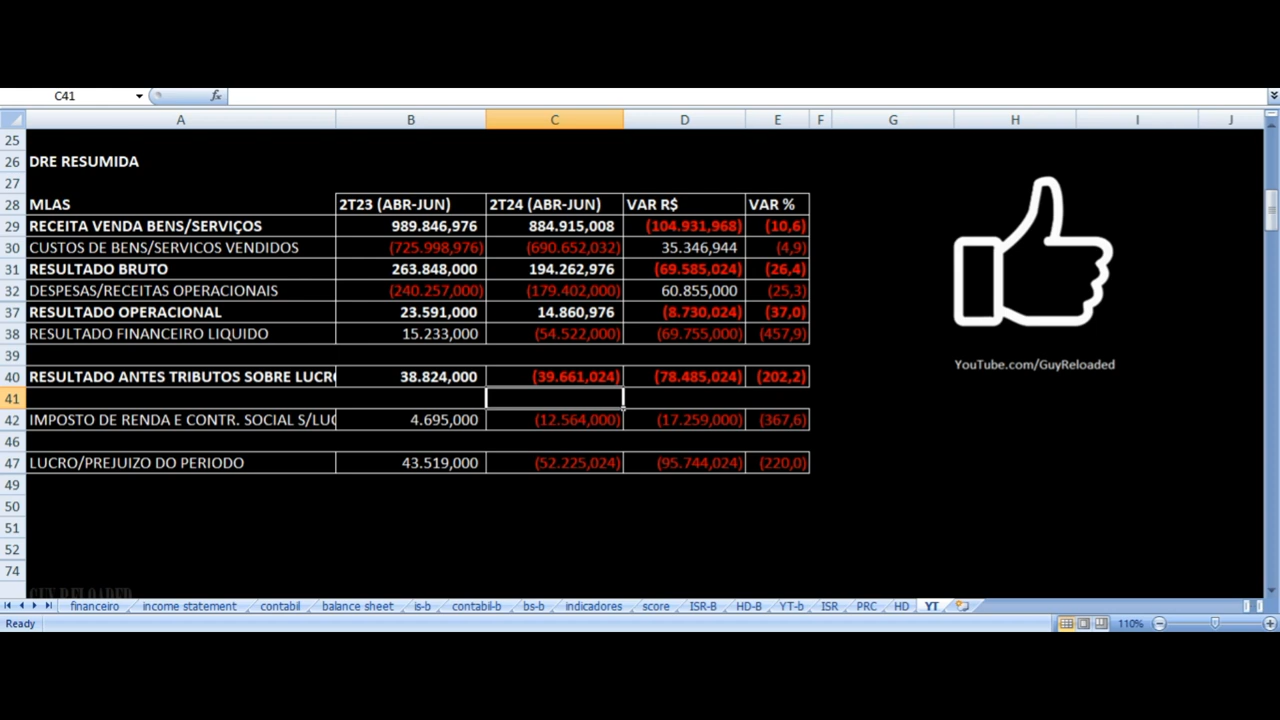 C41
A B C D E F G H I J
25
26 DRE RESUMIDA
27
28 MLAS 2T23 (ABR-JUN) 2T24 (ABR-JUN) VAR R$ VAR %
29 RECEITA VENDA BENS/SERVIÇOS 989.846,976 884.915,008 (104.931,968) (10,6)
30 CUSTOS DE BENS/SERVICOS VENDIDOS (725.998,976) (690.652,032) 35.346,944 (4,9)
31 RESULTADO BRUTO 263.848,000 194.262,976 (69.585,024) (26,4)
32 DESPESAS/RECEITAS OPERACIONAIS (240.257,000) (179.402,000) 60.855,000 (25,3)
37 RESULTADO OPERACIONAL 23.591,000 14.860,976 (8.730,024) (37,0)
38 RESULTADO FINANCEIRO LIQUIDO 15.233,000 (54.522,000) (69.755,000) (457,9)
39
YouTube.com/GuyReloaded
40 RESULTADO ANTES TRIBUTOS SOBRE LUCRO 38.824,000 (39.661,024) (78.485,024) (202,2)
41
42 IMPOSTO DE RENDA E CONTR. SOCIAL S/LUC 4.695,000 (12.564,000) (17.259,000) (367,6)
46
47 LUCRO/PREJUIZO DO PERIODO 43.519,000 (52.225,024) (95.744,024) (220,0)
49
50
51
52
74
GUY RELOADED
financeiro income statement contabil balance sheet is-b contabil-b bs-b indicadores score ISR-B HD-B YT-b ISR PRC HD YT
Ready 110%